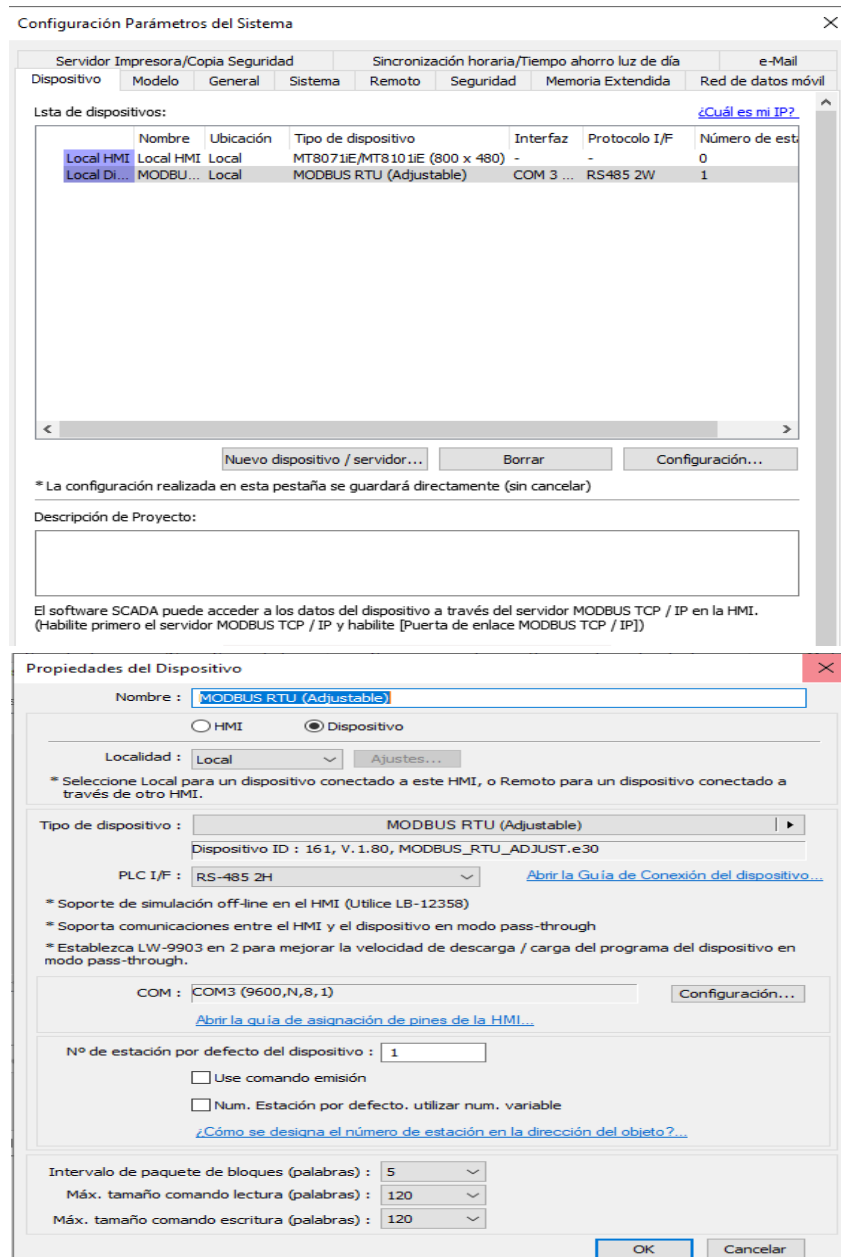 Configuración Parámetros del Sistema
Servidor Impresora/Copia Seguridad Sincronización horaria/Tiempo ahorro luz de día e-Mail
Dispositivo Modelo General Sistema Remoto Seguridad Memoria Extendida Red de datos móvil
Lsta de dispositivos: ¿Cuál es mi IP?
Nombre Ubicación Tipo de dispositivo Interfaz Protocolo I/F Número de est
Local HMI Local HMI Local MT8071iE/MT8101iE (800 x 480) - - 0
Local Di... MODBU... Local MODBUS RTU (Adjustable) COM 3 ... RS485 2W 1
Nuevo dispositivo / servidor... Borrar Configuración...
* La configuración realizada en esta pestaña se guardará directamente (sin cancelar)
Descripción de Proyecto:
El software SCADA puede acceder a los datos del dispositivo a través del servidor MODBUS TCP / IP en la HMI.
(Habilite primero el servidor MODBUS TCP / IP y habilite [Puerta de enlace MODBUS TCP / IP])
Propiedades del Dispositivo
Nombre : MODBUS RTU (Adjustable)
HMI Dispositivo
Localidad : Local Ajustes...
* Seleccione Local para un dispositivo conectado a este HMI, o Remoto para un dispositivo conectado a
través de otro HMI.
Tipo de dispositivo : MODBUS RTU (Adjustable)
Dispositivo ID : 161, V.1.80, MODBUS_RTU_ADJUST.e30
PLC I/F : RS-485 2H Abrir la Guía de Conexión del dispositivo...
* Soporte de simulación off-line en el HMI (Utilice LB-12358)
* Soporta comunicaciones entre el HMI y el dispositivo en modo pass-through
* Establezca LW-9903 en 2 para mejorar la velocidad de descarga / carga del programa del dispositivo en
modo pass-through.
COM : COM3 (9600,N,8,1) Configuración...
Abrir la guía de asignación de pines de la HMI...
Nº de estación por defecto del dispositivo : 1
Use comando emisión
Num. Estación por defecto. utilizar num. variable
¿Cómo se designa el número de estación en la dirección del objeto?...
Intervalo de paquete de bloques (palabras) : 5
Máx. tamaño comando lectura (palabras) : 120
Máx. tamaño comando escritura (palabras) : 120
OK Cancelar